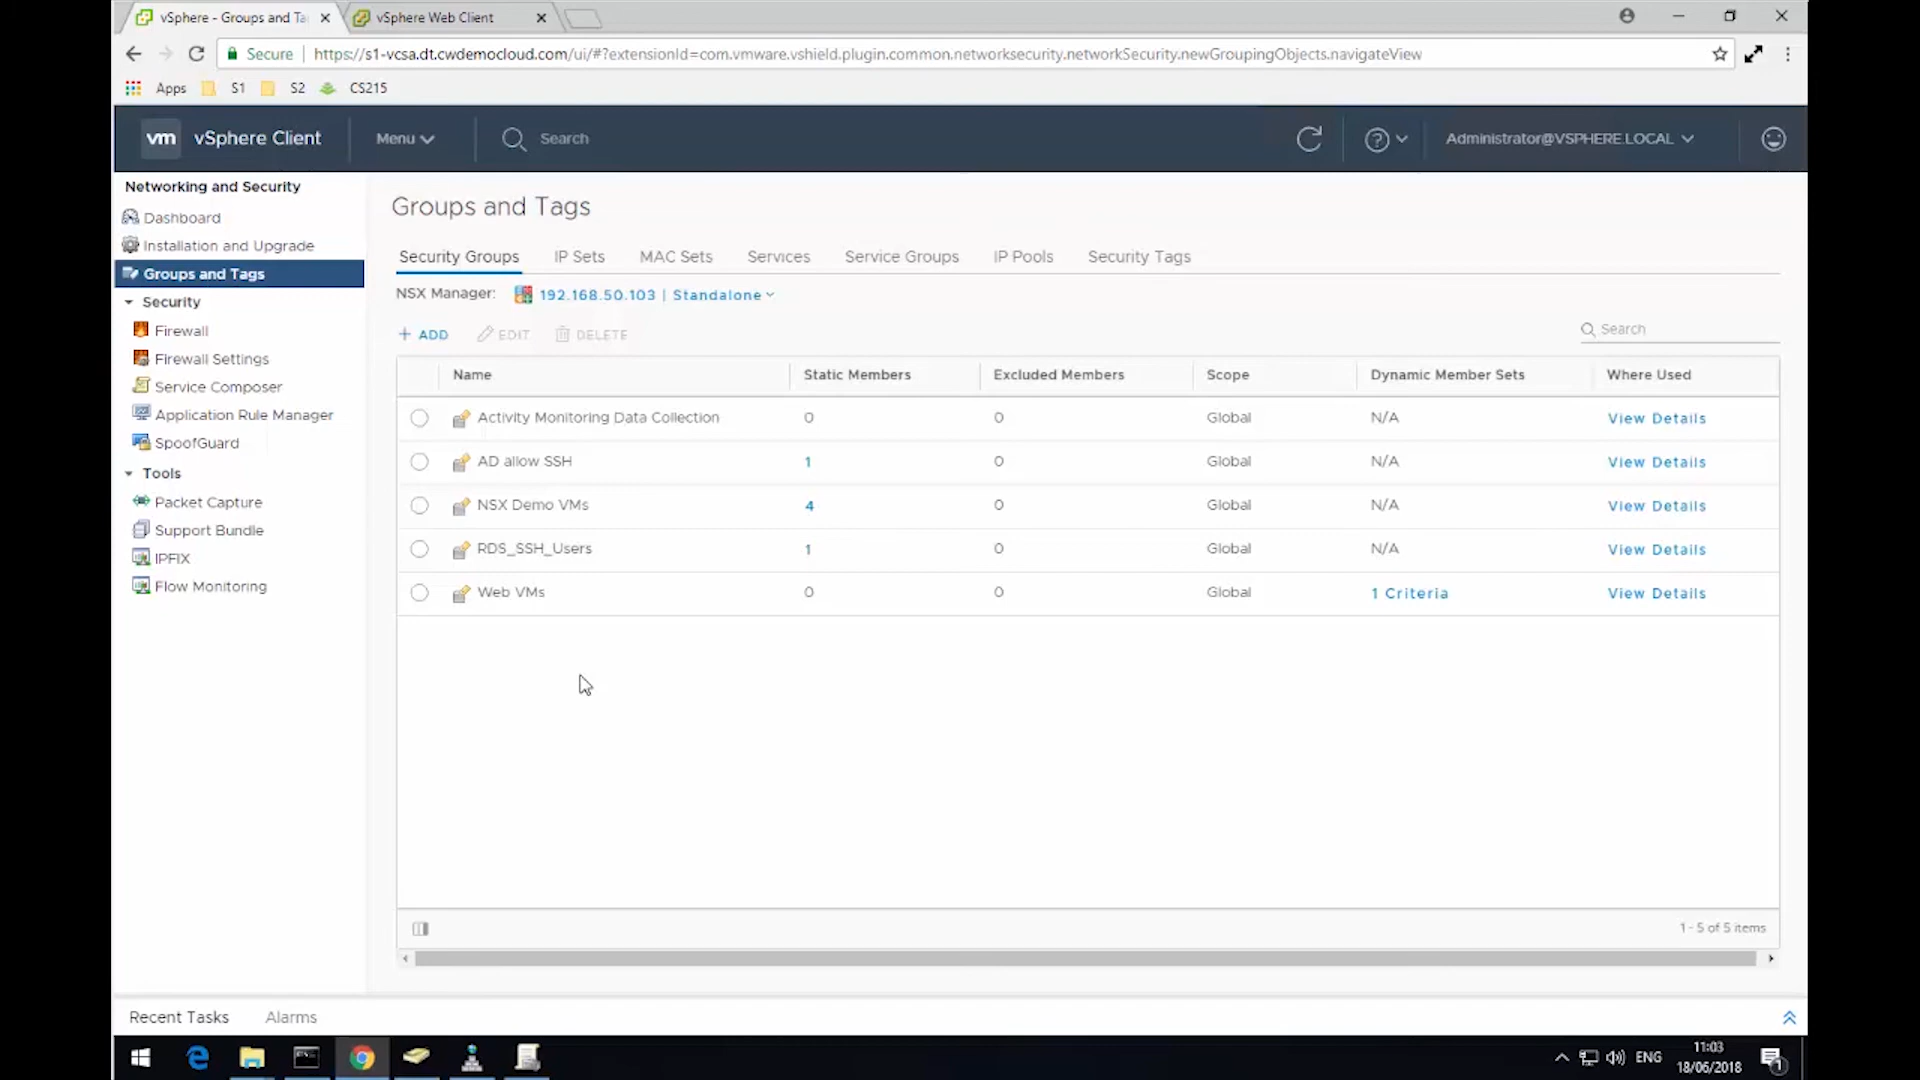 vSphere - Groups and Ta
vSphere Web Client
Secure
https://s1-vcsa.dt.cwdemocloud.com/ui/#?extensionId=com.vmware.vshield.plugin.common.networksecurity.networkSecurity.newGroupingObjects.navigateView
Apps S1 S2 CS215
vm vSphere Client Menu Search Administrator@VSPHERE.LOCAL
Networking and Security
Dashboard
Installation and Upgrade
Groups and Tags
Security
Firewall
Firewall Settings
Service Composer
Application Rule Manager
SpoofGuard
Tools
Packet Capture
Support Bundle
IPFIX
Flow Monitoring
Groups and Tags
Security Groups IP Sets MAC Sets Services Service Groups IP Pools Security Tags
NSX Manager: 192.168.50.103 | Standalone
+ ADD EDIT DELETE Search
Name Static Members Excluded Members Scope Dynamic Member Sets Where Used
Activity Monitoring Data Collection 0 0 Global N/A View Details
AD allow SSH 1 0 Global N/A View Details
NSX Demo VMs 4 0 Global N/A View Details
RDS_SSH_Users 1 0 Global N/A View Details
Web VMs 0 0 Global 1 Criteria View Details
1 - 5 of 5 items
Recent Tasks Alarms
ENG
11:03
18/06/2018
1